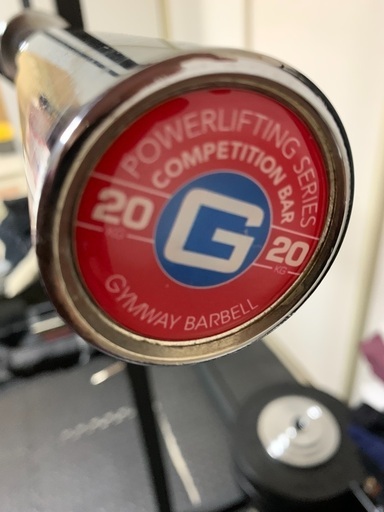 POWERLIFTING SERIES
COMPETITION BAR
20
KG
G
20
KG
GYMWAY BARBELL